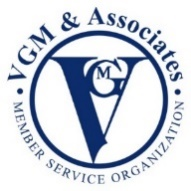 • VGM & Associates •
VGM
MEMBER SERVICE ORGANIZATION